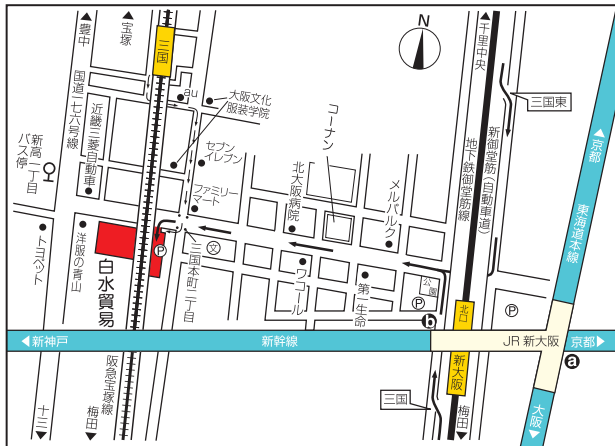 ▲豊中
▲宝塚
三国
N
▲千里中央
三国東
▲京都
国道一七六号線
近畿三菱自動車
au
大阪文化
服装学院
コーナン
新御堂筋（自動車道）
地下鉄御堂筋線
東海道本線
新高一丁目
バス停
セブン
イレブン
ファミリー
マート
北大阪病院
メルパルク
トヨペット
洋服の青山
白水貿易
P
三国本町二丁目
文
ワコール
第一生命
公園
P
P
北口
b
◀新神戸
新幹線
新大阪
JR 新大阪
京都▶
a
阪急宝塚線
三国
十三▼
梅田▼
梅田▼
大阪▼